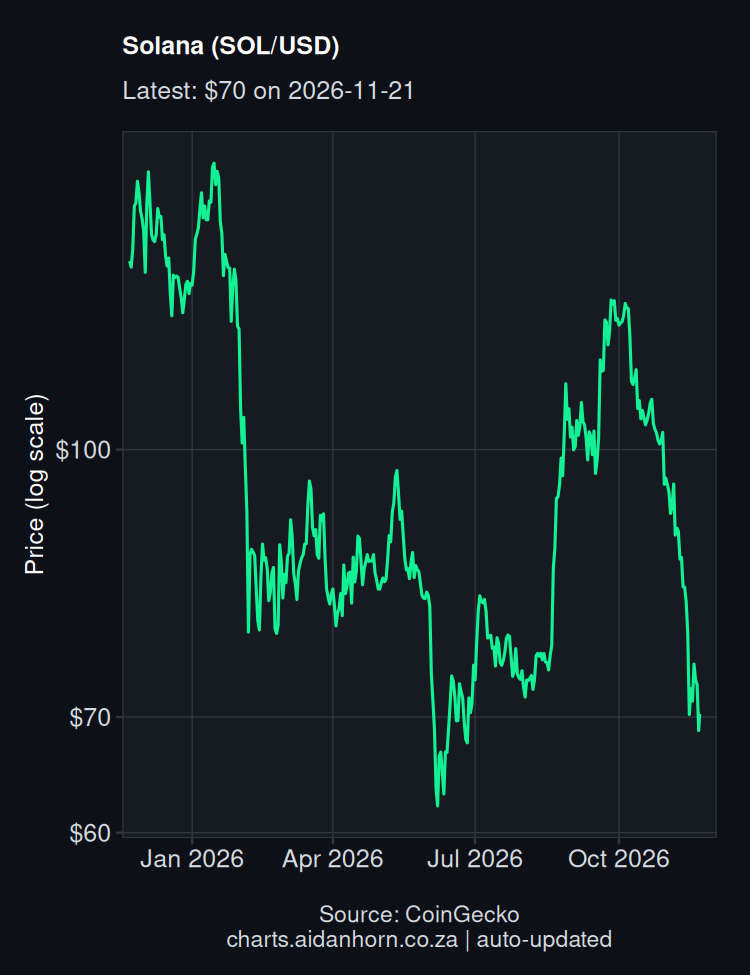 Solana (SOL/USD)
Latest: $70 on 2026-11-21
Price (log scale)
$100
$70
$60
Jan 2026
Apr 2026
Jul 2026
Oct 2026
Source: CoinGecko
charts.aidanhorn.co.za | auto-updated